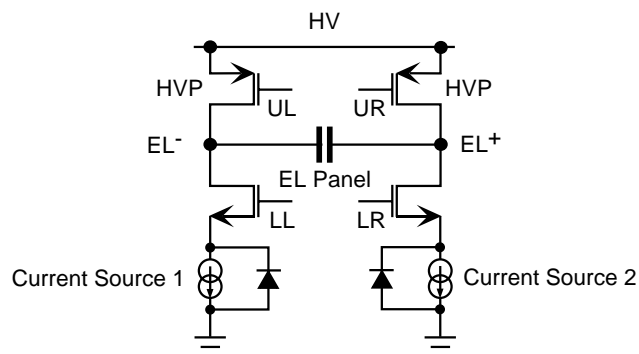 HV
HVP
HVP
UL
UR
EL-
EL+
EL Panel
LL
LR
Current Source 1
Current Source 2